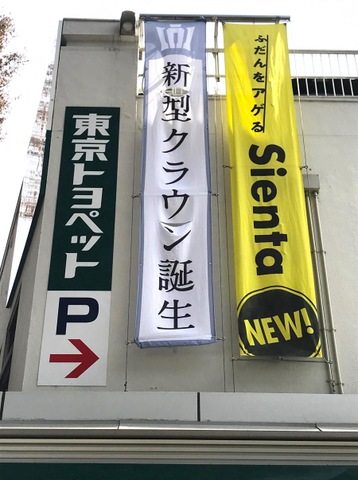 東京トヨペット
P
新型クラウン誕生
ふだんをアゲる
Sienta
NEW!